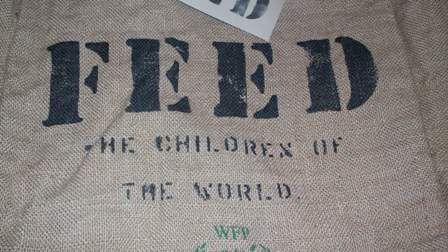 FEED
THE CHILDREN OF
THE WORLD.
WFP